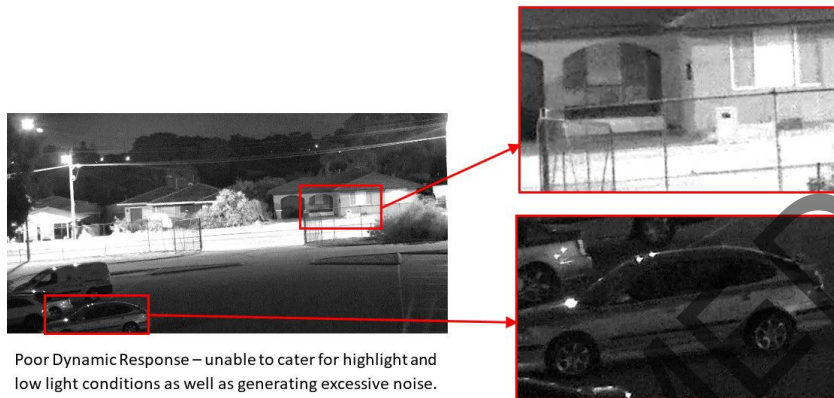 Poor Dynamic Response – unable to cater for highlight and
low light conditions as well as generating excessive noise.